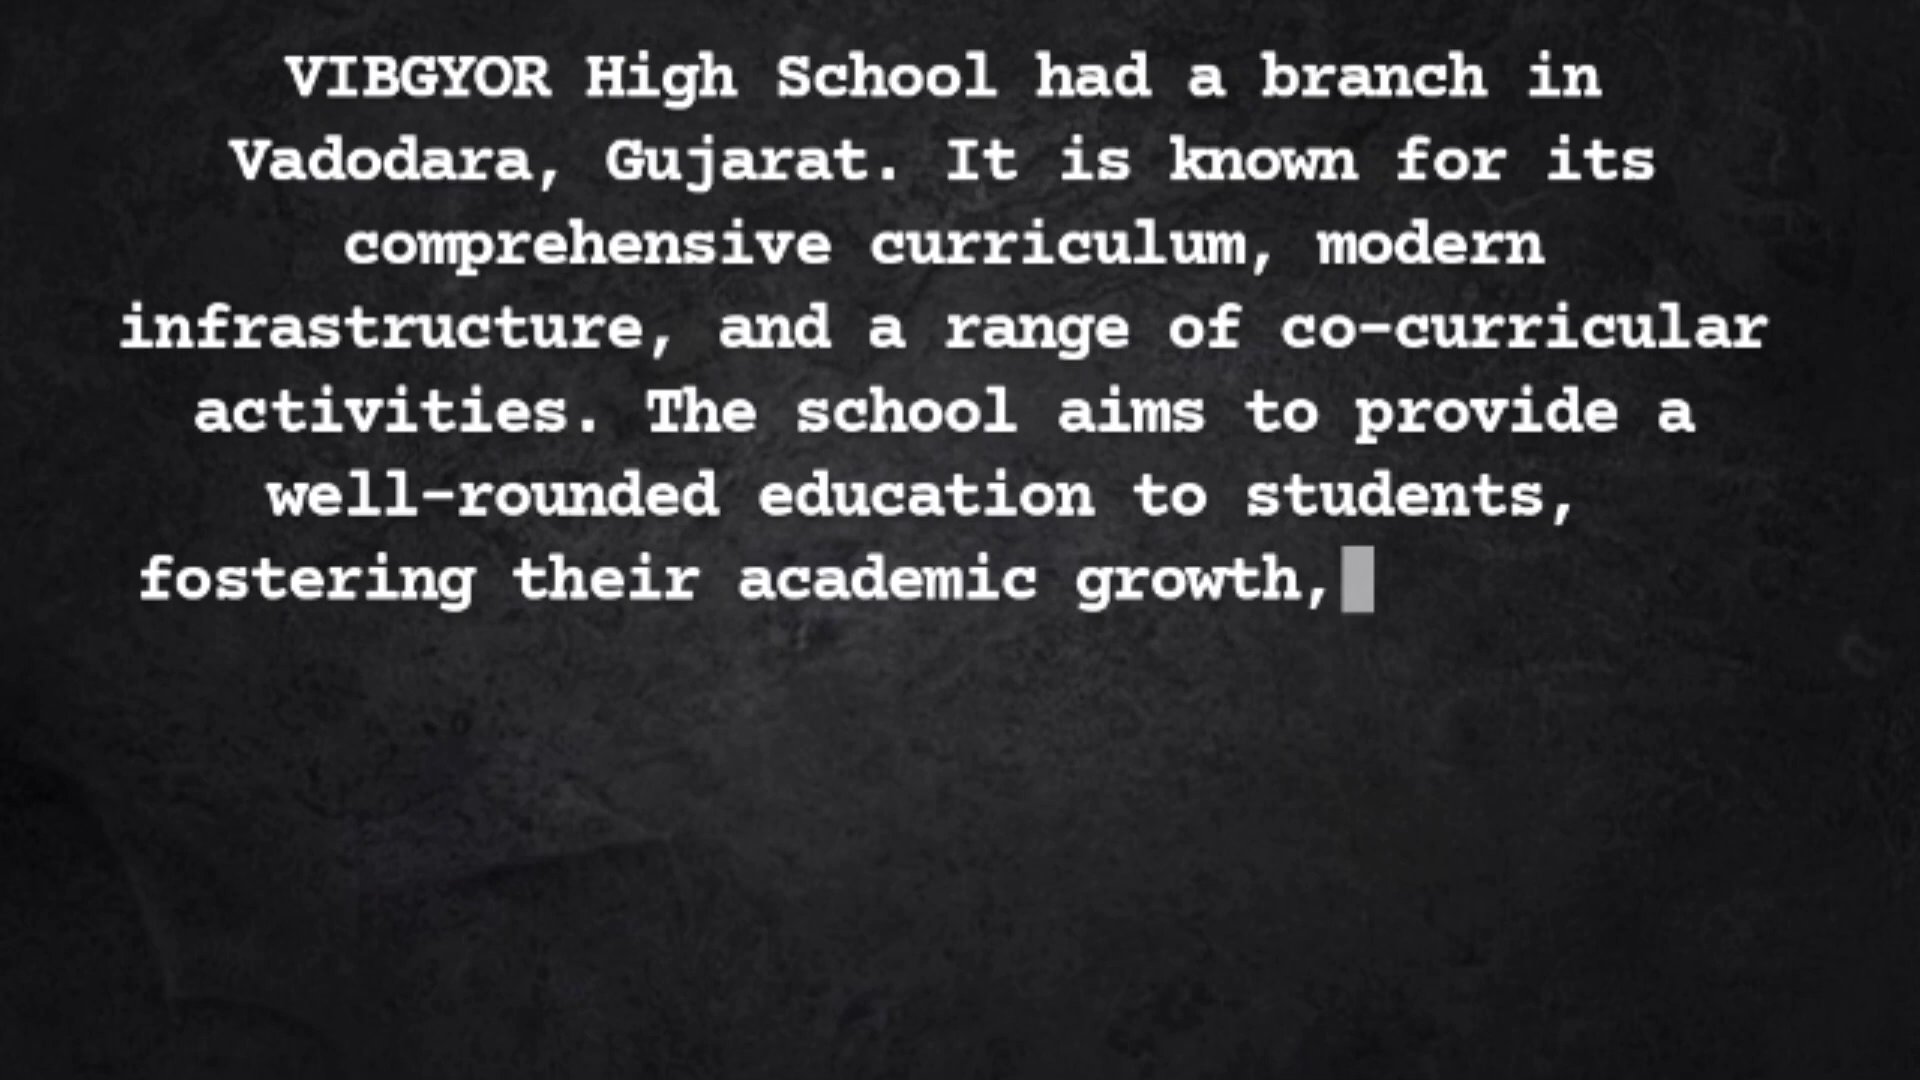 VIBGYOR High School had a branch in
Vadodara, Gujarat. It is known for its
comprehensive curriculum, modern
infrastructure, and a range of co-curricular
activities. The school aims to provide a
well-rounded education to students,
fostering their academic growth,